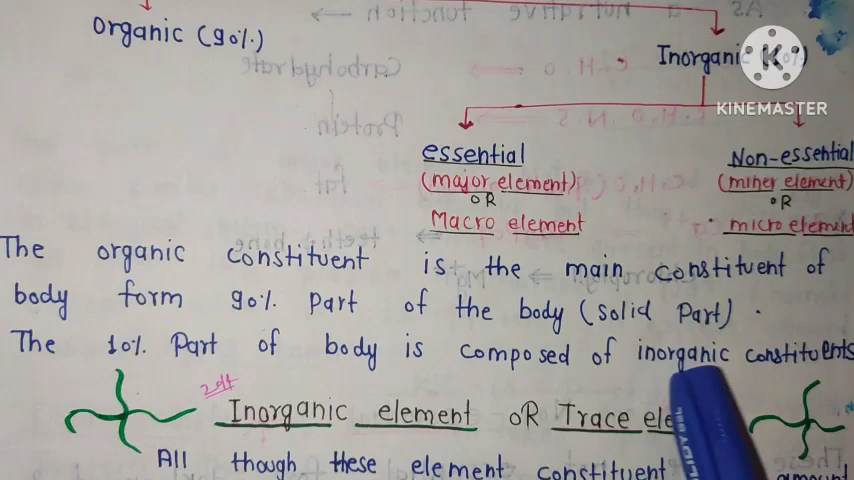 Organic (90%)
Inorganic
KINEMASTER
essential
Non-essential
(major element)
(miner element)
OR
OR
Macro element
micro element
The organic constituent is the main constituent of
body form 90% Part of the body (Solid Part) .
The 10% Part of body is composed of inorganic constituents
Inorganic element OR Trace ele
All though these element constituent amount